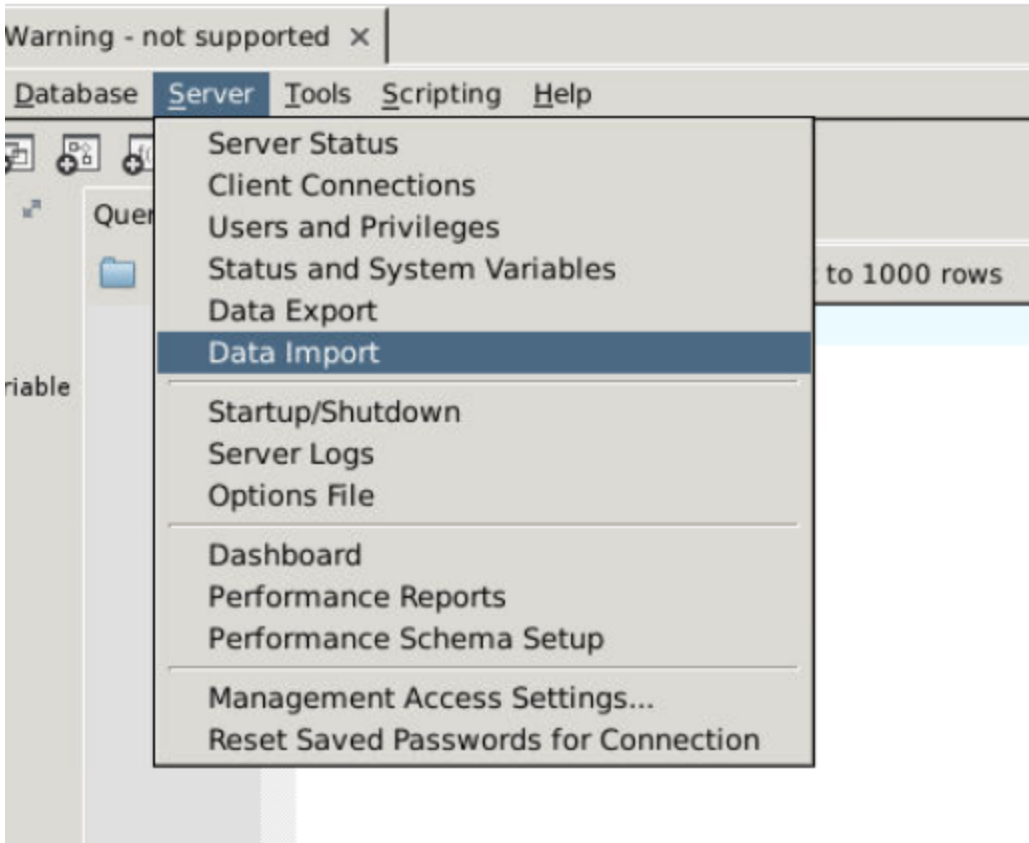 Warning - not supported ×
Database Server Tools Scripting Help
Server Status
Client Connections
Quer
Users and Privileges
Status and System Variables
to 1000 rows
Data Export
Data Import
riable
Startup/Shutdown
Server Logs
Options File
Dashboard
Performance Reports
Performance Schema Setup
Management Access Settings...
Reset Saved Passwords for Connection